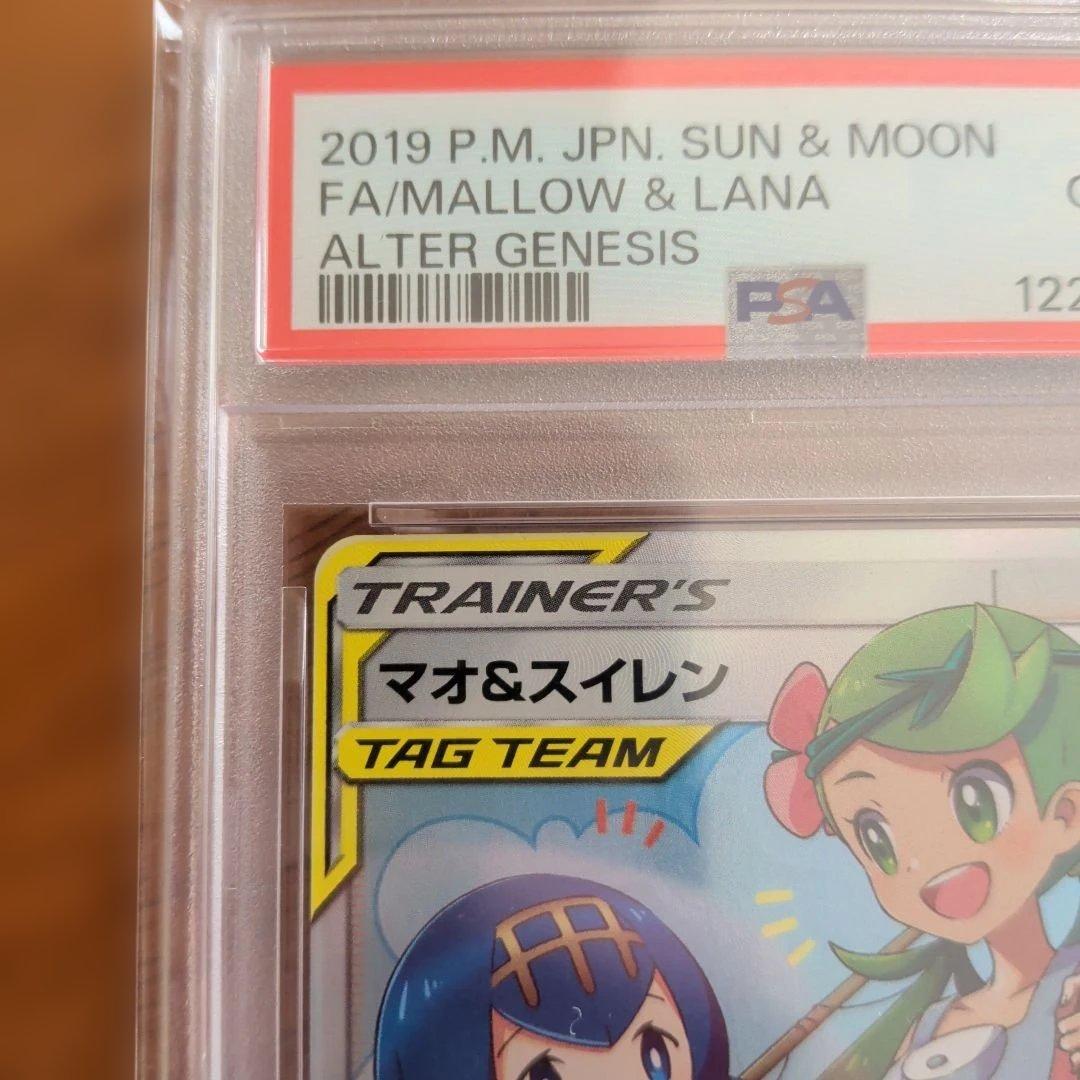 2019 P.M. JPN. SUN & MOON
FA/MALLOW & LANA
ALTER GENESIS
PSA
122
TRAINER'S
マオ&スイレン
TAG TEAM